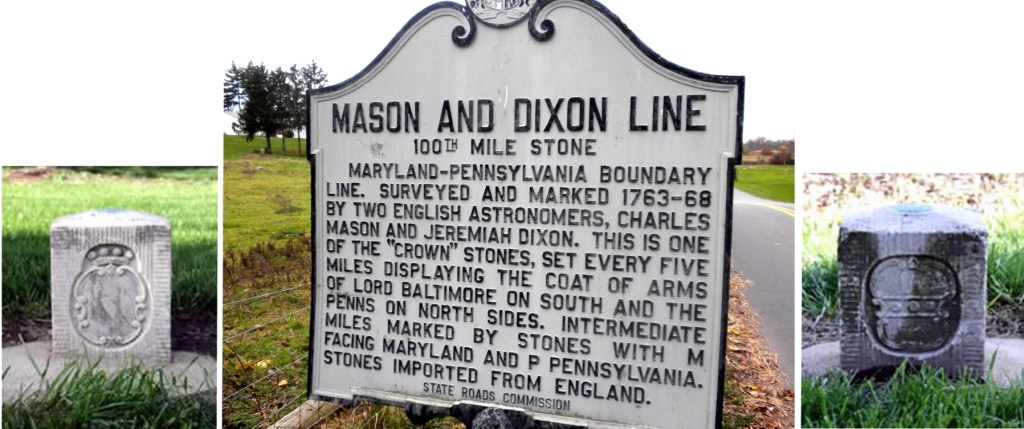 MASON AND DIXON LINE
100TH MILE STONE
MARYLAND-PENNSYLVANIA BOUNDARY
LINE. SURVEYED AND MARKED 1763-68
BY TWO ENGLISH ASTRONOMERS, CHARLES
MASON AND JEREMIAH DIXON. THIS IS ONE
OF THE "CROWN" STONES, SET EVERY FIVE
MILES DISPLAYING THE COAT OF ARMS
OF LORD BALTIMORE ON SOUTH AND THE
PENNS ON NORTH SIDES. INTERMEDIATE
MILES MARKED BY STONES WITH M
FACING MARYLAND AND P PENNSYLVANIA.
STONES IMPORTED FROM ENGLAND.
STATE ROADS COMMISSION